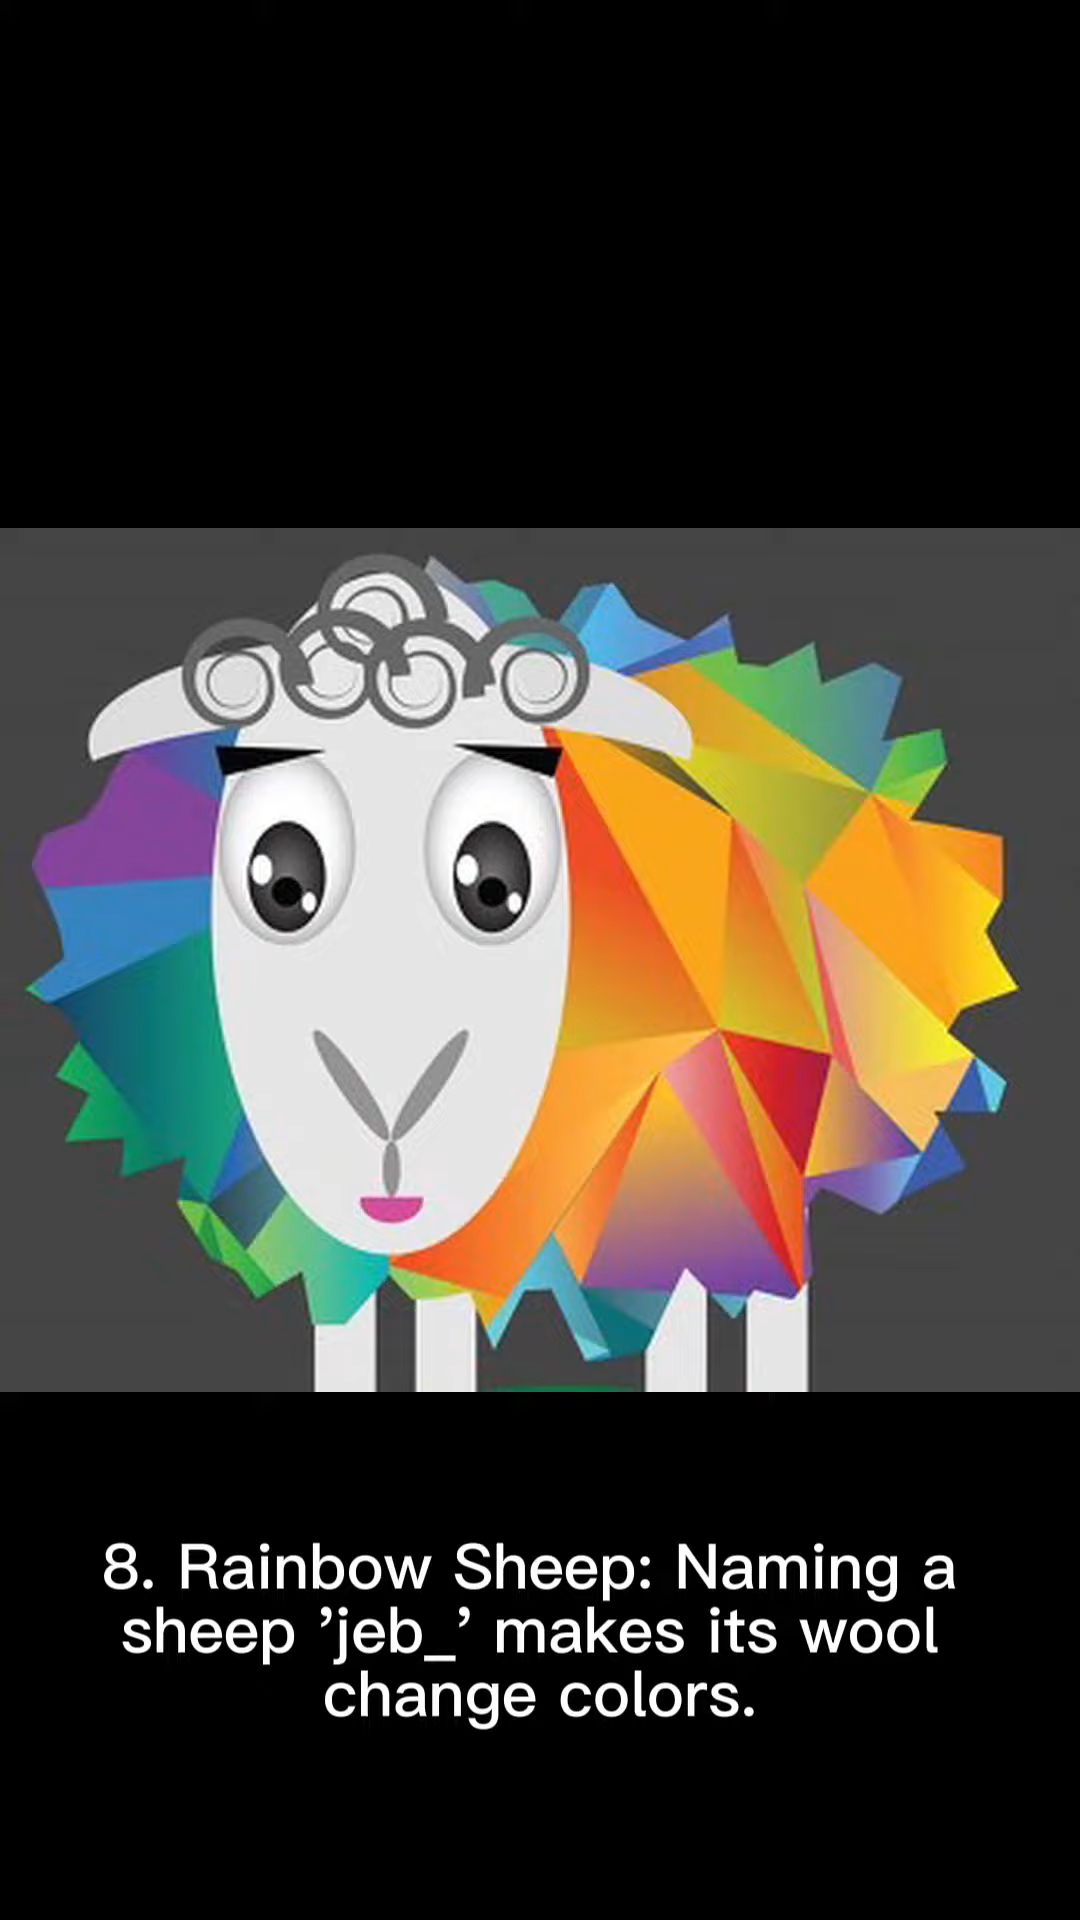 8. Rainbow Sheep: Naming a
sheep ’jeb_’ makes its wool
change colors.